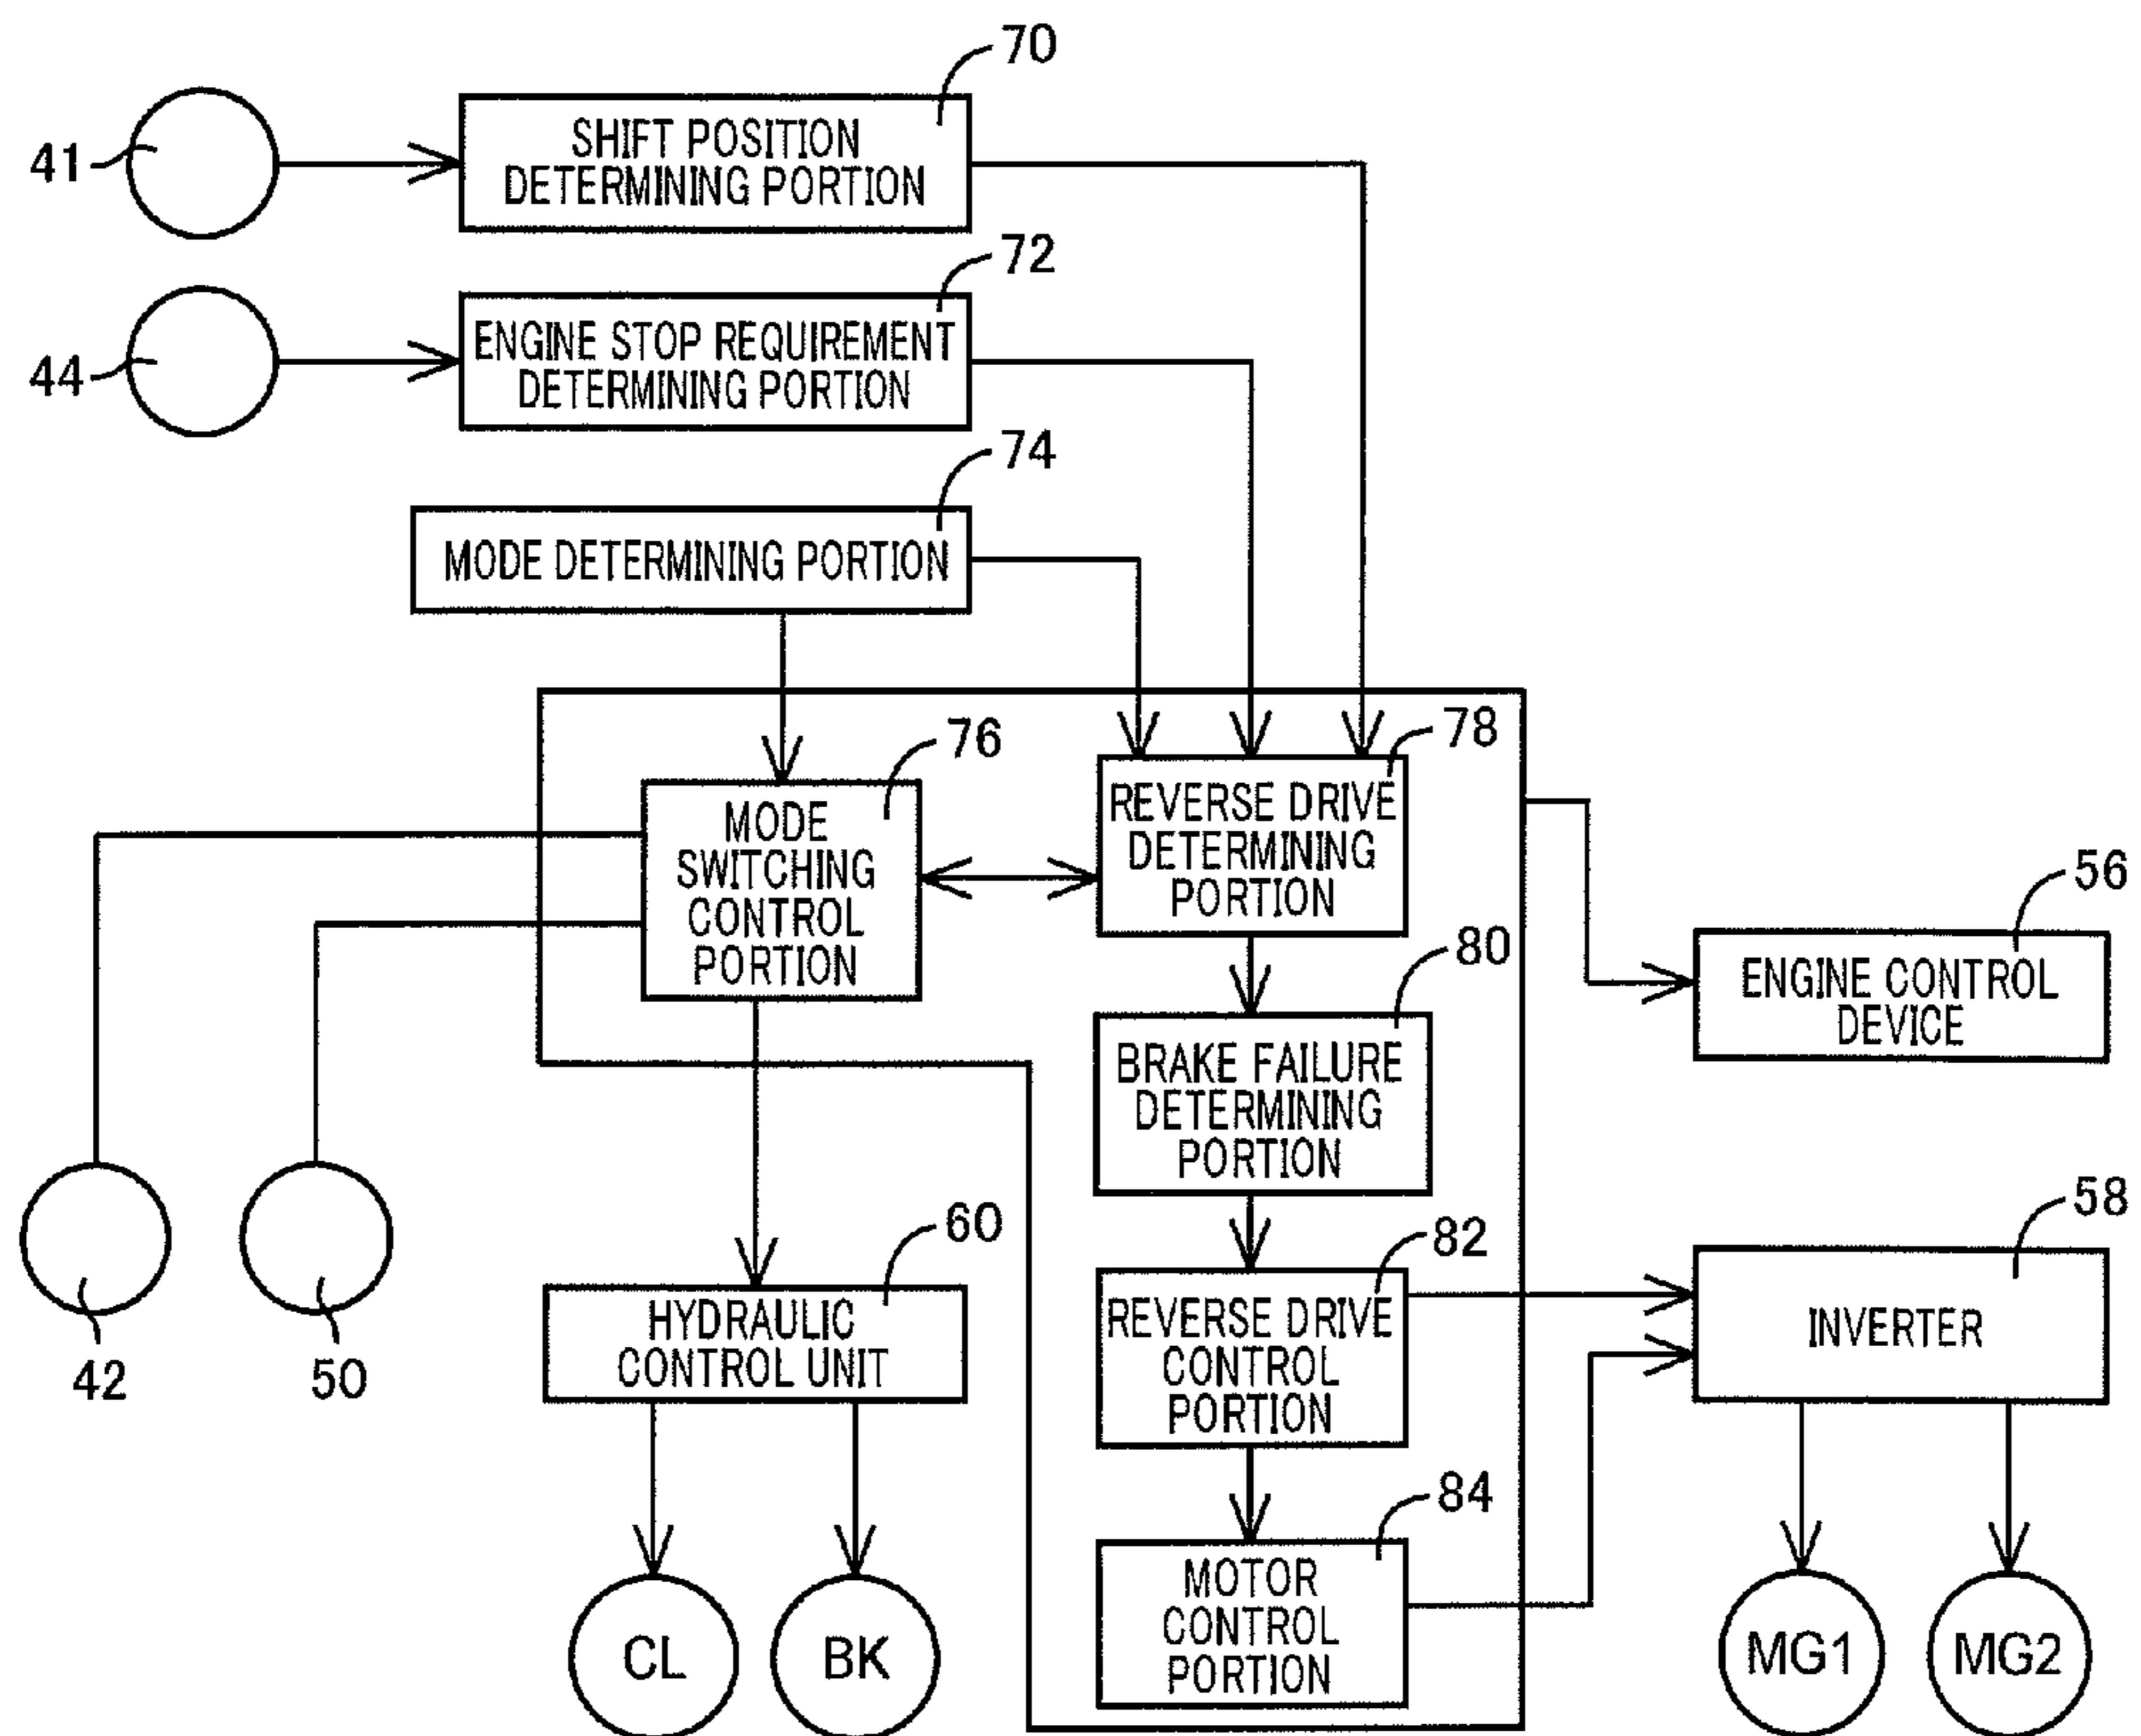 70
41
SHIFT POSITION
DETERMINING PORTION
72
44
ENGINE STOP REQUIREMENT
DETERMINING PORTION
74
MODE DETERMINING PORTION
76
MODE
SWITCHING
CONTROL
PORTION
78
REVERSE DRIVE
DETERMINING
PORTION
56
ENGINE CONTROL
DEVICE
80
BRAKE FAILURE
DETERMINING
PORTION
42
50
60
HYDRAULIC
CONTROL UNIT
82
REVERSE DRIVE
CONTROL
PORTION
58
INVERTER
84
MOTOR
CONTROL
PORTION
CL
BK
MG1
MG2